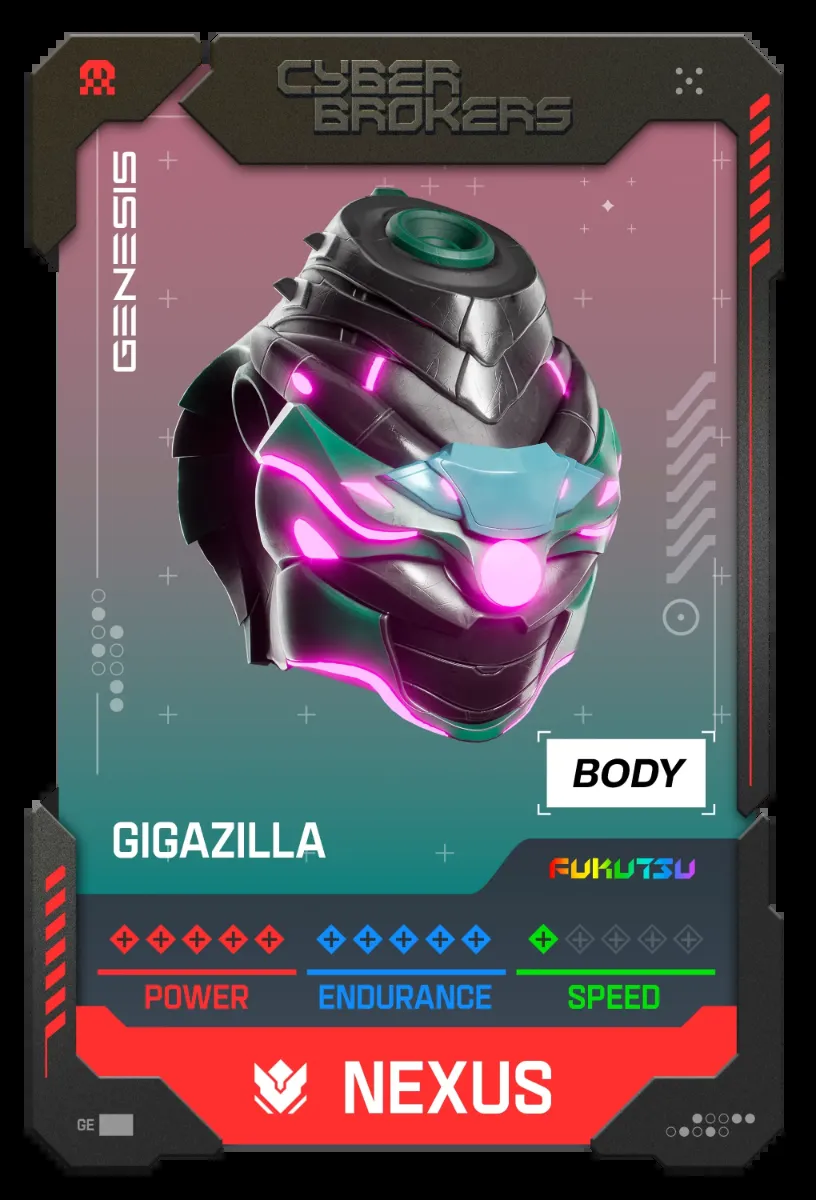 CYBER
BROKERS
GENESIS
BODY
GIGAZILLA
FUKUTSU
POWER ENDURANCE SPEED
NEXUS
GE